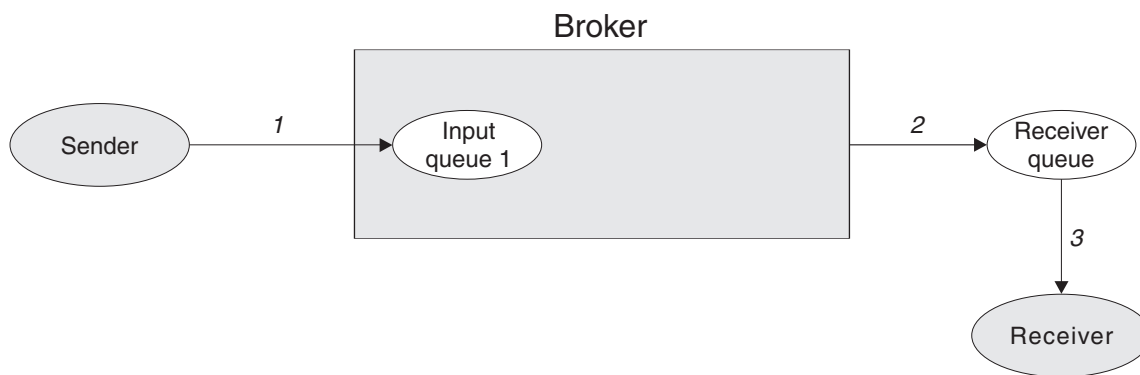 Broker
Sender
1
Input
queue 1
2
Receiver
queue
3
Receiver